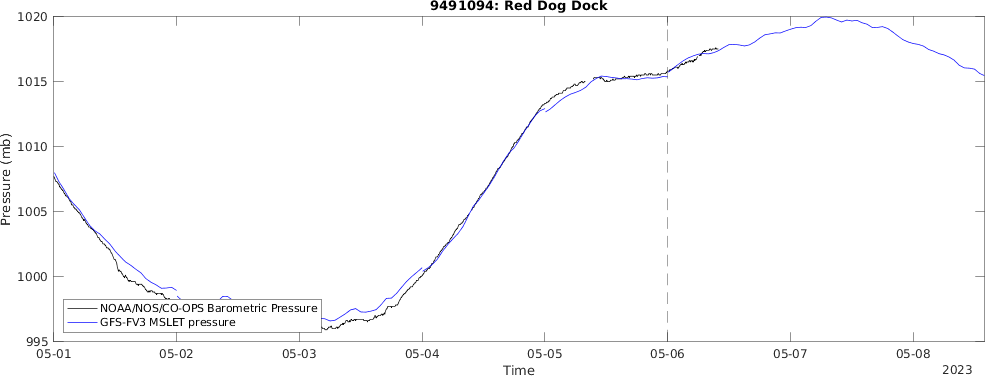 9491094: Red Dog Dock
1020
1015
1010
1005
1000
995
Pressure (mb)
NOAA/NOS/CO-OPS Barometric Pressure
GFS-FV3 MSLET pressure
05-01 05-02 05-03 05-04 05-05 05-06 05-07 05-08
Time
2023